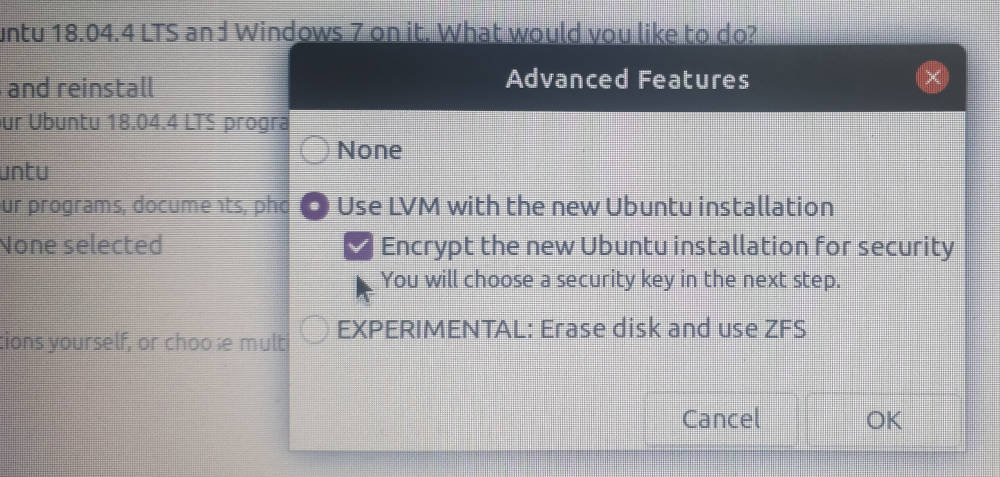 untu 18.04.4 LTS and Windows 7 on it. What would you like to do?
Advanced Features
and reinstall
ur Ubuntu 18.04.4 LTS progra
None
untu
ur programs, documents, pho
Use LVM with the new Ubuntu installation
None selected
Encrypt the new Ubuntu installation for security
You will choose a security key in the next step.
EXPERIMENTAL: Erase disk and use ZFS
tions yourself, or choose mult
Cancel
OK